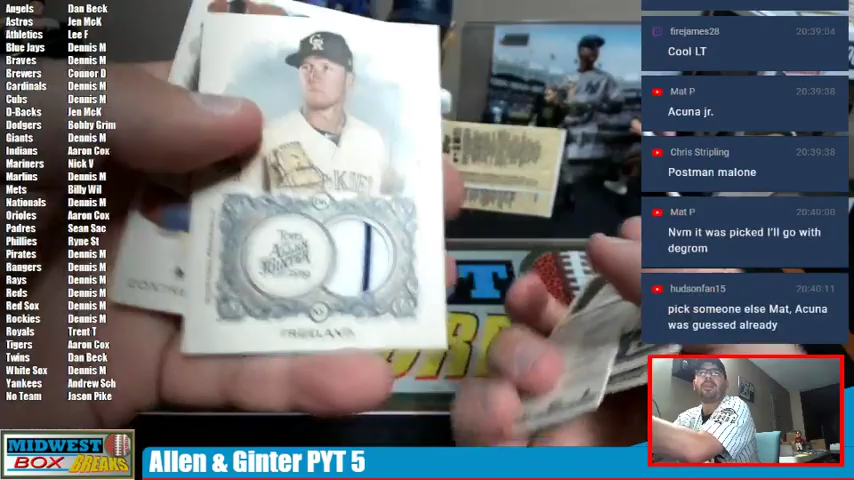 Angels Dan Beck
Astros Jen McK
Athletics Lee F
Blue Jays Dennis M
Braves Dennis M
Brewers Connor D
Cardinals Dennis M
Cubs Dennis M
D-Backs Jen McK
Dodgers Bobby Grim
Giants Dennis M
Indians Aaron Cox
Mariners Nick V
Marlins Dennis M
Mets Billy Wil
Nationals Dennis M
Orioles Aaron Cox
Padres Sean Sac
Phillies Ryne St
Pirates Dennis M
Rangers Dennis M
Rays Dennis M
Reds Dennis M
Red Sox Dennis M
Rockies Dennis M
Royals Trent T
Tigers Aaron Cox
Twins Dan Beck
White Sox Dennis M
Yankees Andrew Sch
No Team Jason Pike
CR
Topps
ALLEN
GINTER
FREELAND
BREAKS
firejames28 20:39:04
Cool LT
Mat P 20:39:38
Acuna jr.
Chris Stripling 20:39:38
Postman malone
Mat P 20:40:08
Nvm it was picked I'll go with
degrom
hudsonfan15 20:40:11
pick someone else Mat, Acuna
was guessed already
MIDWEST
BOX BREAKS
Allen & Ginter PYT 5